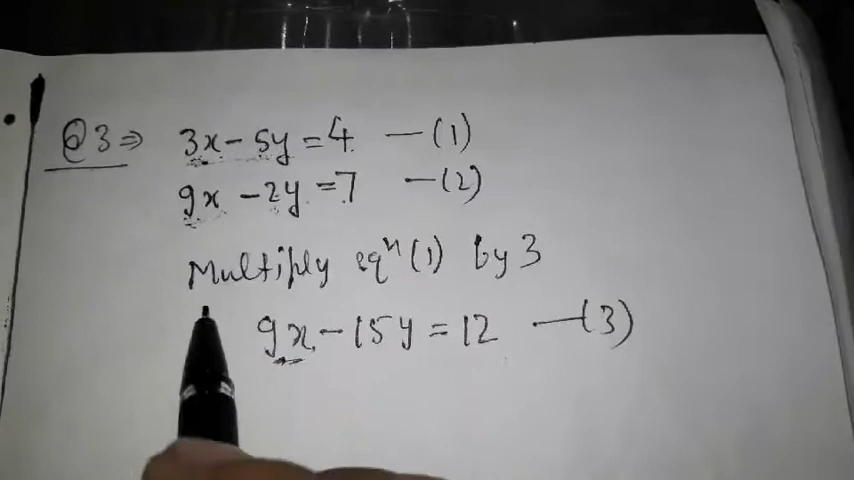 Q3⇒ 3x-5y=4 —(1)
9x-2y=7 —(2)
Multiply eqⁿ(1) by 3
9x-15y=12 —(3)